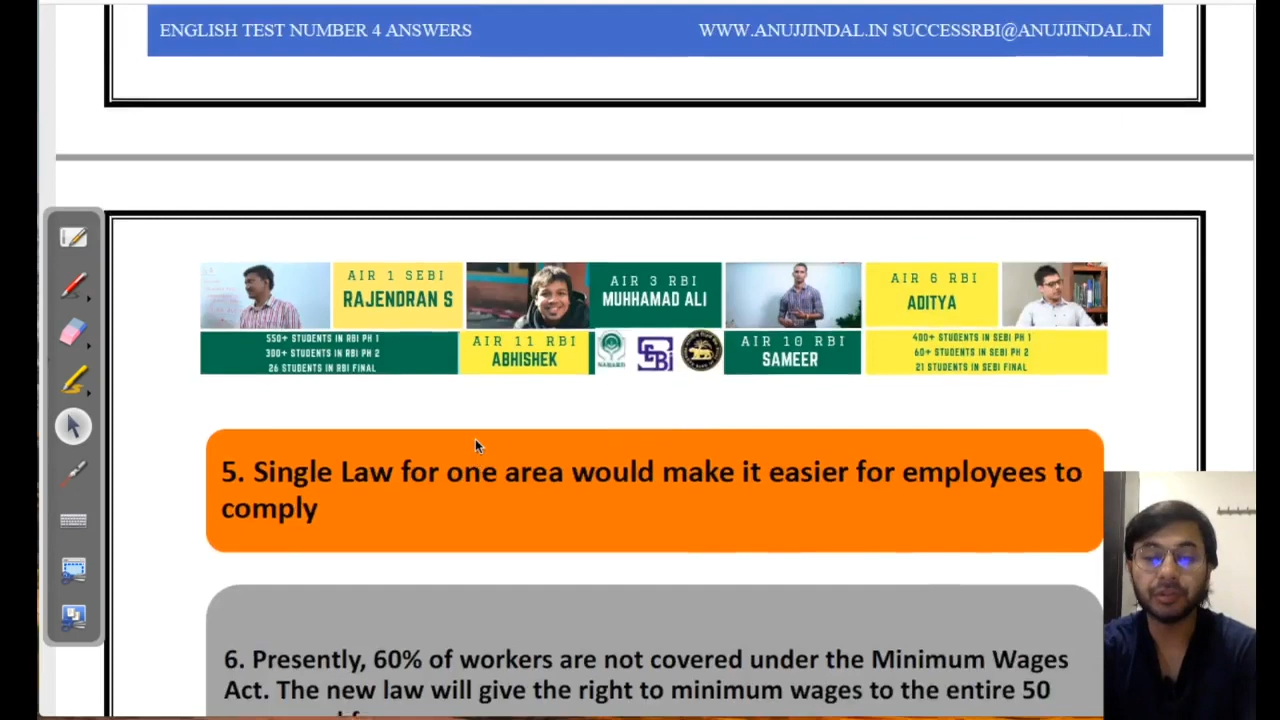 ENGLISH TEST NUMBER 4 ANSWERS WWW.ANUJJINDAL.IN SUCCESSRBI@ANUJJINDAL.IN
AIR 1 SEBI
RAJENDRAN S
AIR 3 RBI
MUHHAMAD ALI
AIR 6 RBI
ADITYA
550+ STUDENTS IN RBI PH 1
300+ STUDENTS IN RBI PH 2
26 STUDENTS IN RBI FINAL
AIR 11 RBI
ABHISHEK
NABARD
SEBI
AIR 10 RBI
SAMEER
400+ STUDENTS IN SEBI PH 1
60+ STUDENTS IN SEBI PH 2
21 STUDENTS IN SEBI FINAL
5. Single Law for one area would make it easier for employees to
comply
6. Presently, 60% of workers are not covered under the Minimum Wages
Act. The new law will give the right to minimum wages to the entire 50